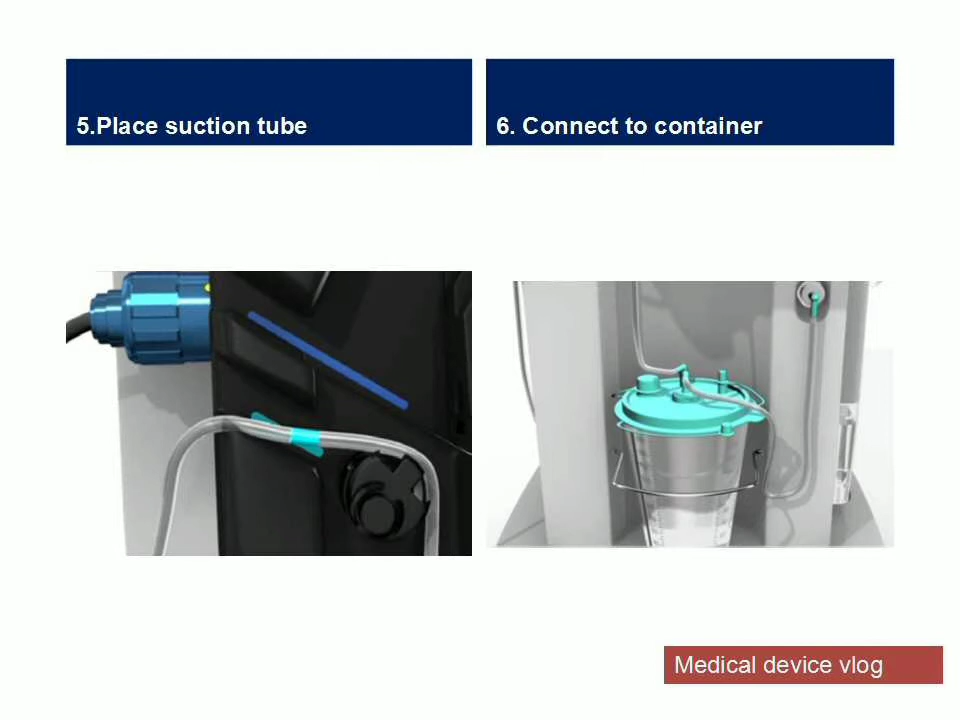 5.Place suction tube
6. Connect to container
Medical device vlog